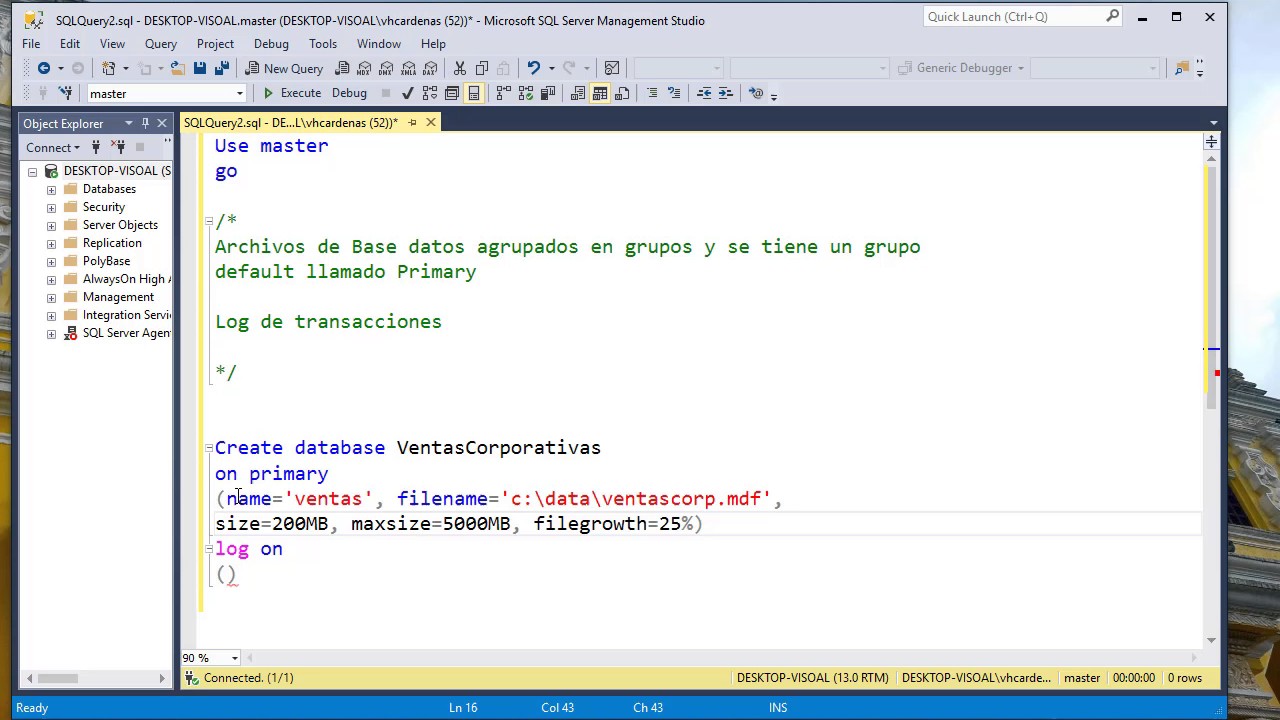 SQLQuery2.sql - DESKTOP-VISOAL.master (DESKTOP-VISOAL\vhcardenas (52))* - Microsoft SQL Server Management Studio
Quick Launch (Ctrl+Q)
File Edit View Query Project Debug Tools Window Help
New Query MDX DMX XMLA DAX Generic Debugger
master Execute Debug
Object Explorer
SQLQuery2.sql - DE...L\vhcardenas (52))*
Connect
DESKTOP-VISOAL (S
Databases
Security
Server Objects
Replication
PolyBase
AlwaysOn High A
Management
Integration Servi
SQL Server Agen
Use master
go
/*
Archivos de Base datos agrupados en grupos y se tiene un grupo
default llamado Primary
Log de transacciones
*/
Create database VentasCorporativas
on primary
(name='ventas', filename='c:\data\ventascorp.mdf',
size=200MB, maxsize=5000MB, filegrowth=25%)
log on
()
90 %
Connected. (1/1) DESKTOP-VISOAL (13.0 RTM) DESKTOP-VISOAL\vhcarde... master 00:00:00 0 rows
Ready Ln 16 Col 43 Ch 43 INS